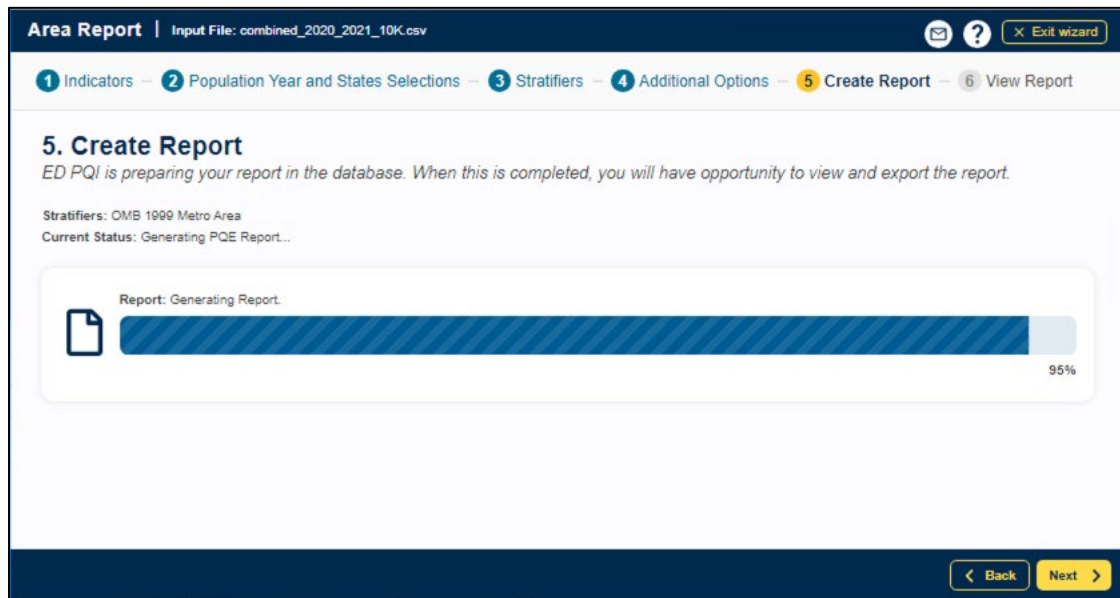 Area Report | Input File: combined_2020_2021_10K.csv ? × Exit wizard
1 Indicators – 2 Population Year and States Selections – 3 Stratifiers – 4 Additional Options – 5 Create Report – 6 View Report
5. Create Report
ED PQI is preparing your report in the database. When this is completed, you will have opportunity to view and export the report.
Stratifiers: OMB 1999 Metro Area
Current Status: Generating PQE Report...
Report: Generating Report.
95%
< Back Next >